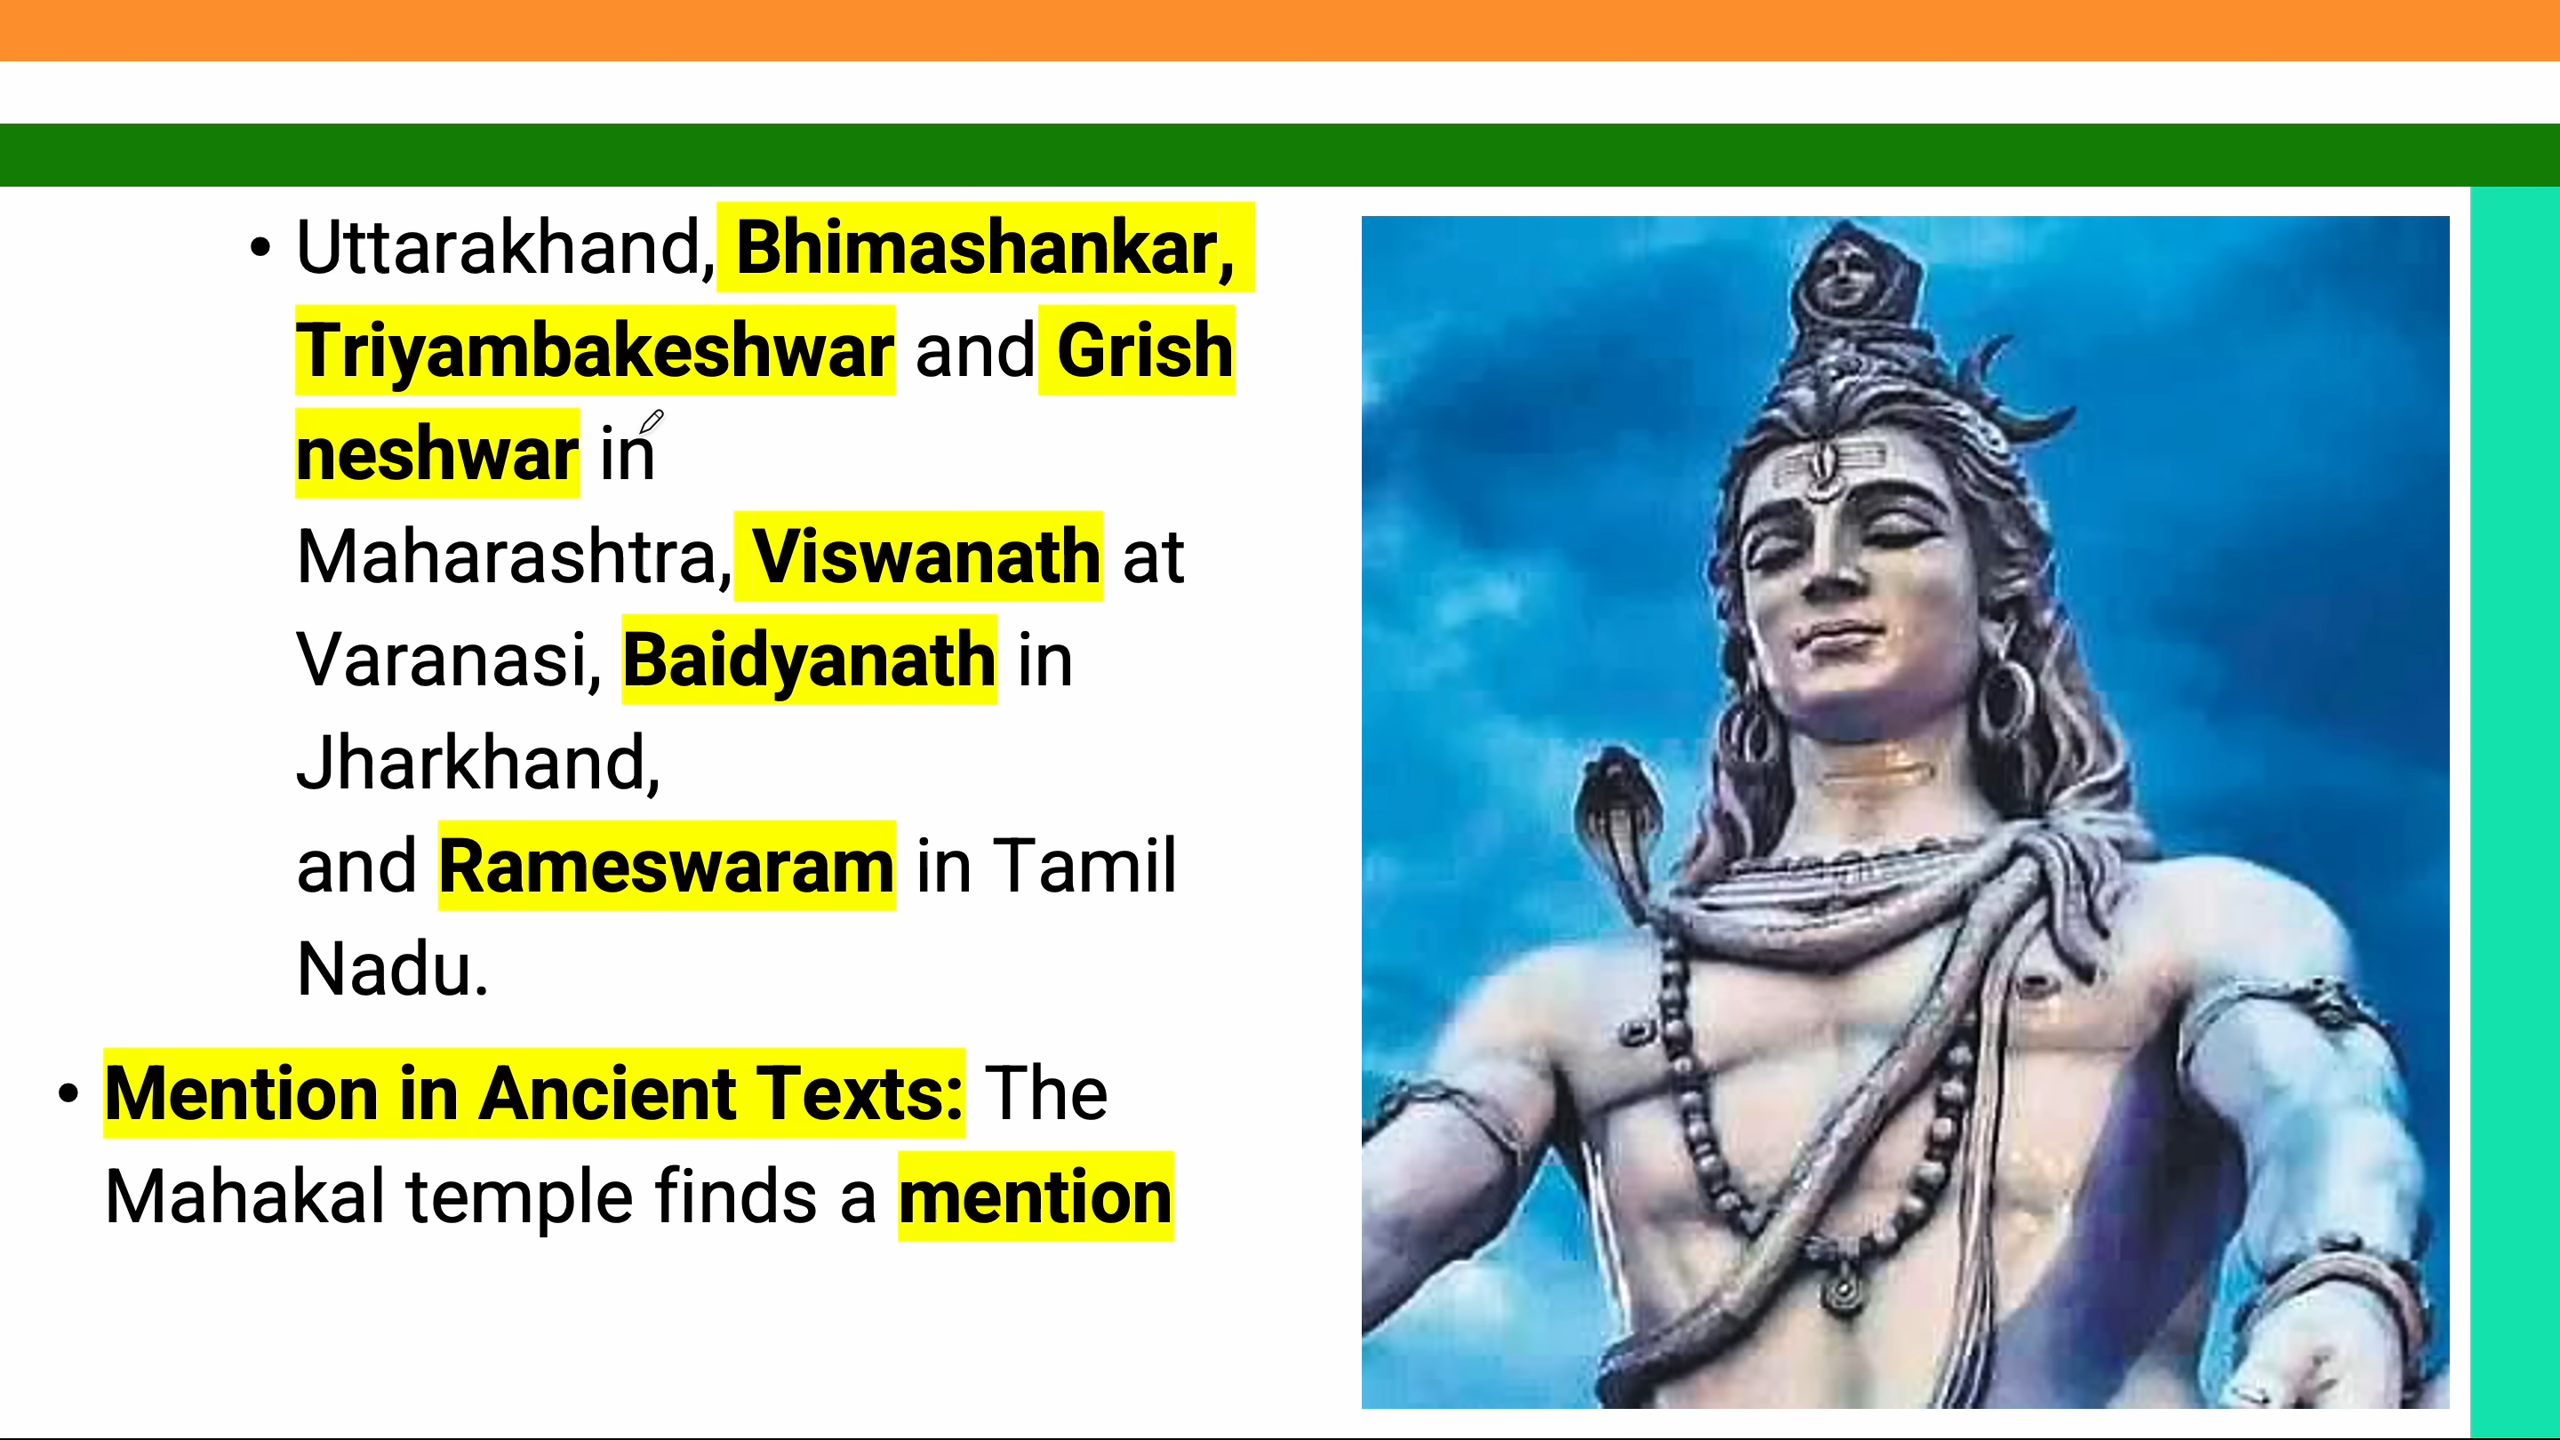 • Uttarakhand, Bhimashankar,
Triyambakeshwar and Grish
neshwar in
Maharashtra, Viswanath at
Varanasi, Baidyanath in
Jharkhand,
and Rameswaram in Tamil
Nadu.
• Mention in Ancient Texts: The
Mahakal temple finds a mention